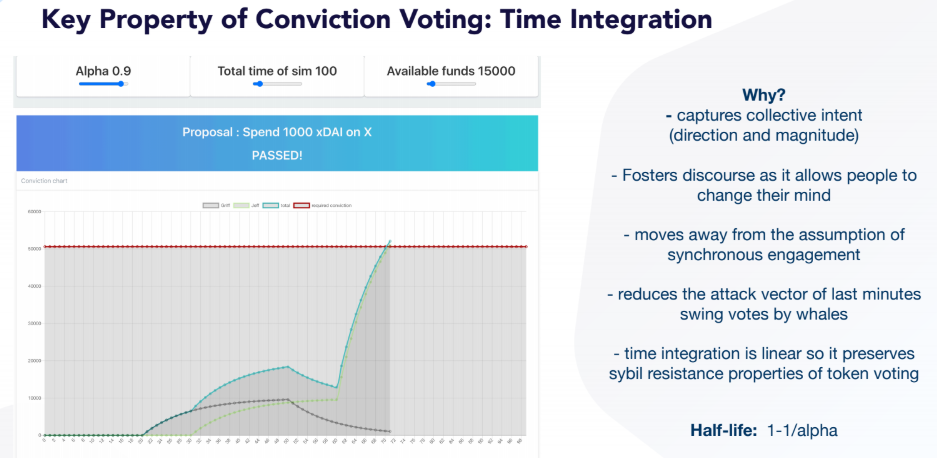 Key Property of Conviction Voting: Time Integration
Alpha 0.9
Total time of sim 100
Available funds 15000
Proposal : Spend 1000 xDAI on X
PASSED!
Conviction chart
Griff
Jeff
total
required conviction
60000
50000
40000
30000
20000
10000
0
Why?
- captures collective intent
(direction and magnitude)
- Fosters discourse as it allows people to
change their mind
- moves away from the assumption of
synchronous engagement
- reduces the attack vector of last minutes
swing votes by whales
- time integration is linear so it preserves
sybil resistance properties of token voting
Half-life: 1-1/alpha